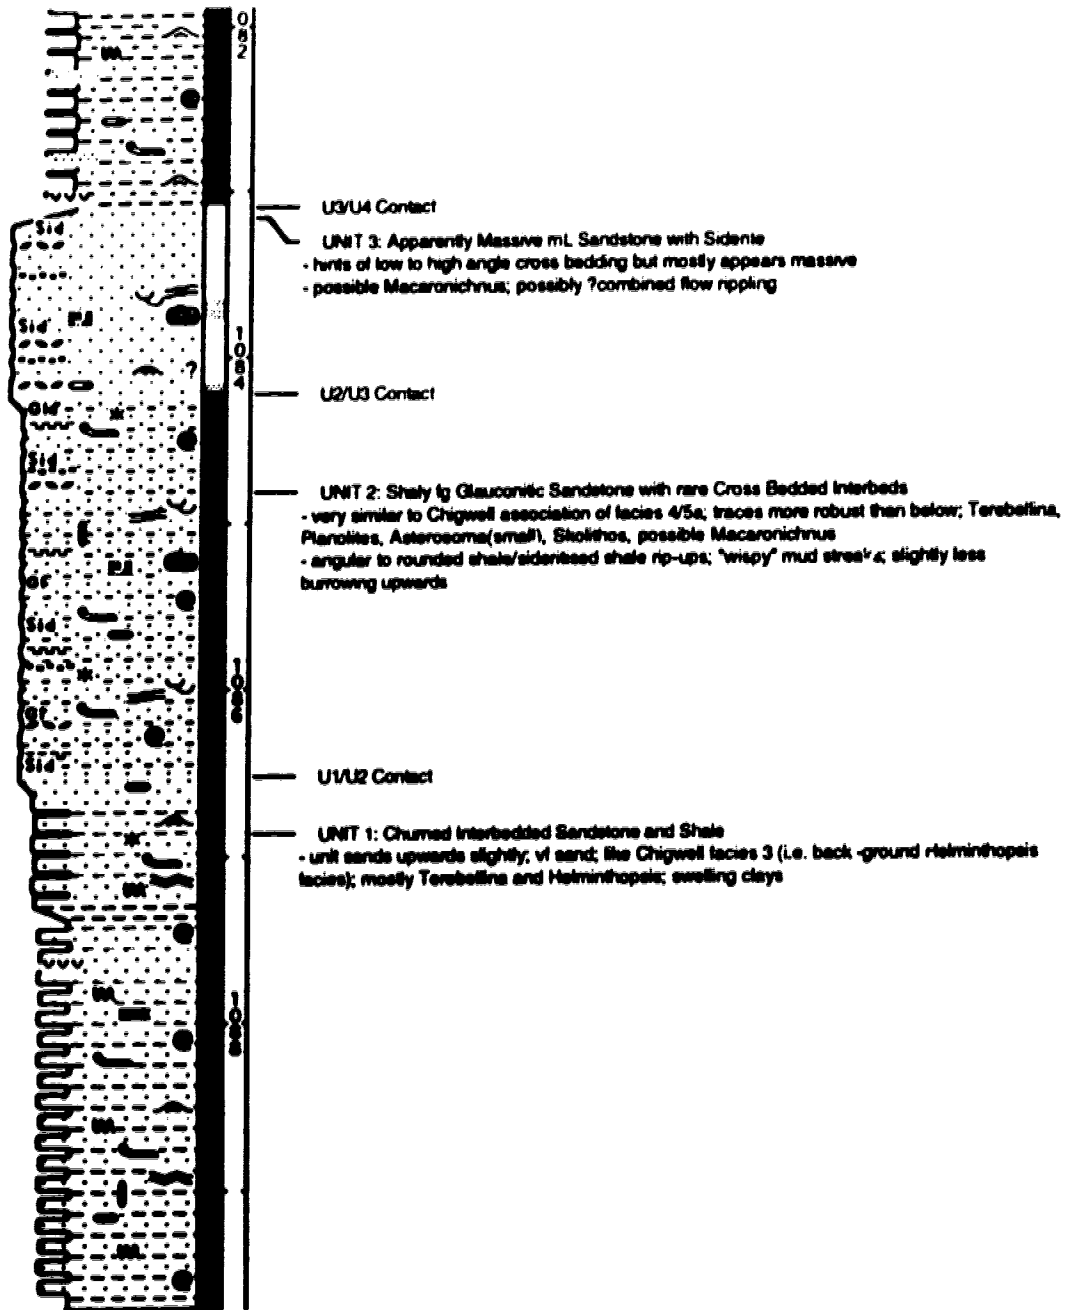 082
U3/U4 Contact
UNIT 3: Apparently Massive mL Sandstone with Siderite
- hints of low to high angle cross bedding but mostly appears massive
- possible Macaronichnus; possibly ?combined flow rippling
Sid
Sid
1084
?
U2/U3 Contact
Sid
UNIT 2: Shaly fg Glauconitic Sandstone with rare Cross Bedded Interbeds
- very similar to Chigwell association of facies 4/5a; traces more robust than below; Terebellina,
Planolites, Asterosoma(small), Skolithos, possible Macaronichnus
- angular to rounded shale/sideritised shale rip-ups; "wispy" mud streaks; slightly less
burrowing upwards
Gf
Sid
1086
Gf
Sid
U1/U2 Contact
UNIT 1: Churned Interbedded Sandstone and Shale
- unit sands upwards slightly; vf sand; like Chigwell facies 3 (i.e. back -ground Helminthopsis
facies); mostly Terebellina and Helminthopsis; swelling clays
1088